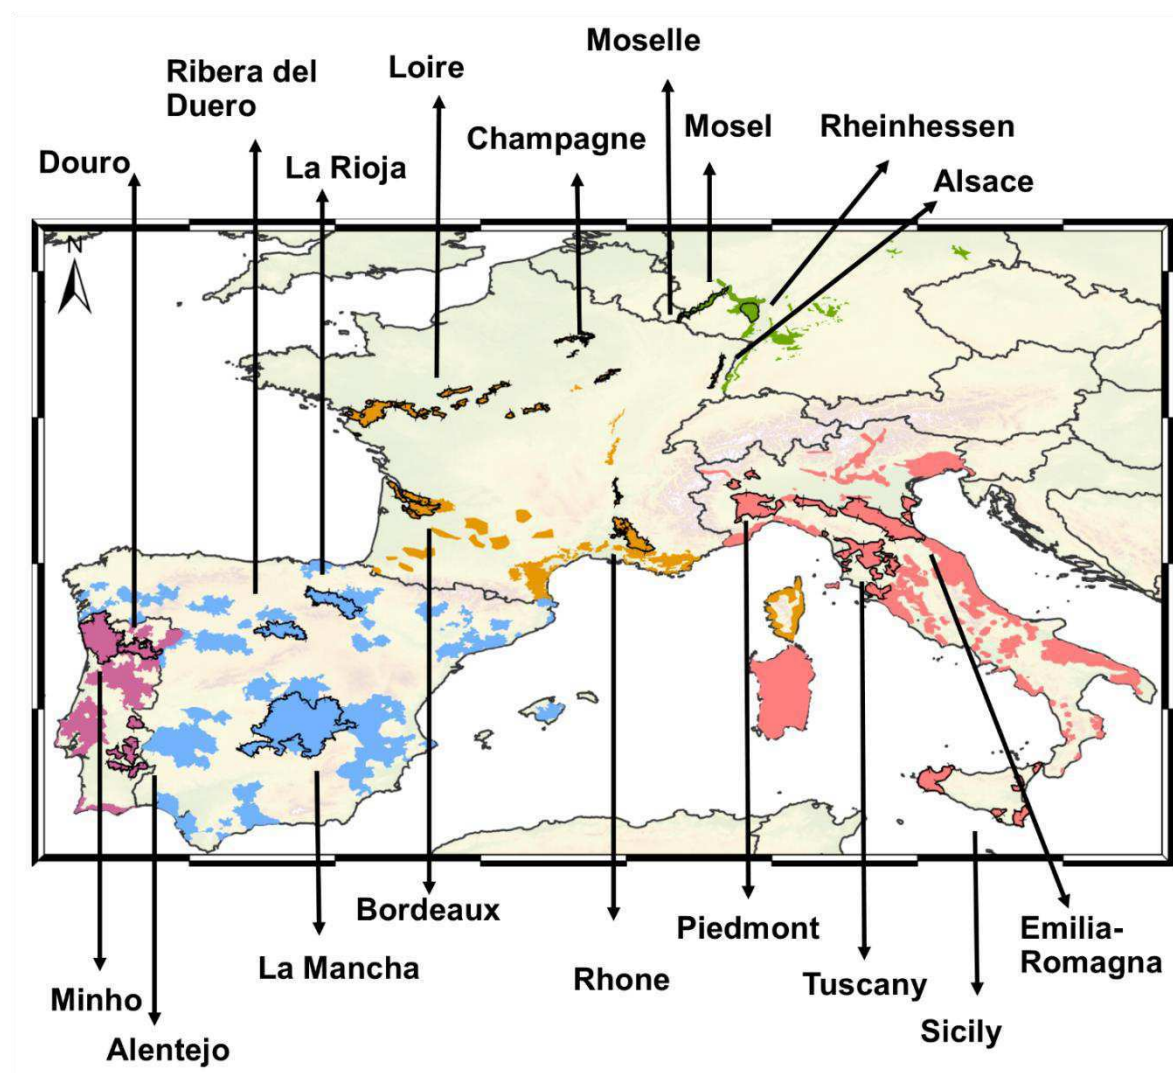 Moselle
Loire
Ribera del
Duero
Champagne
Mosel
Rheinhessen
Douro
La Rioja
Alsace
N
Bordeaux
Piedmont
Emilia-
Romagna
La Mancha
Rhone
Tuscany
Minho
Sicily
Alentejo